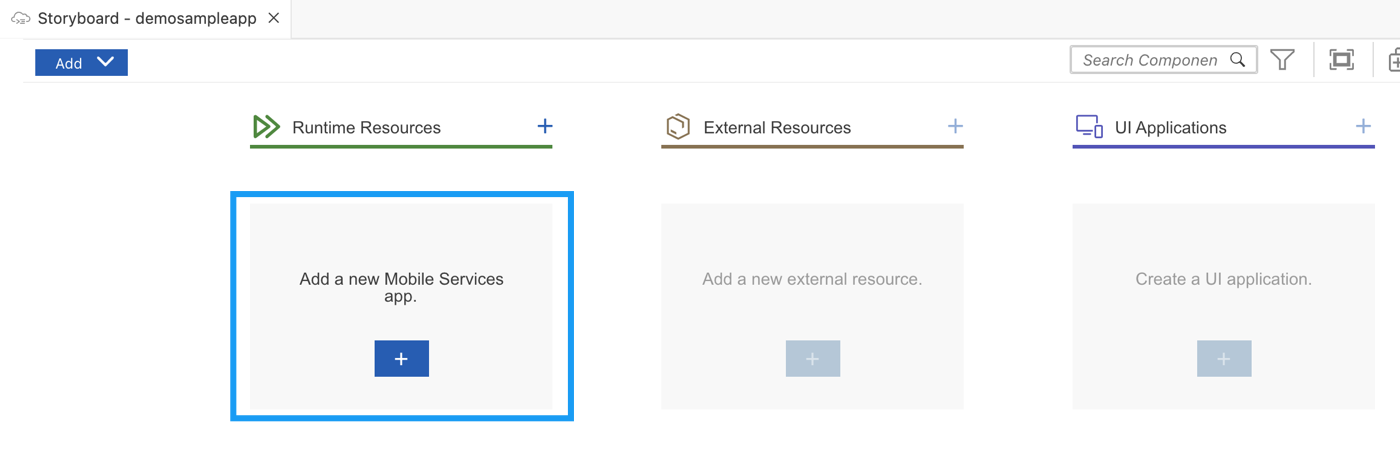 Storyboard - demosampleapp
Add
Search Componen
Runtime Resources
External Resources
UI Applications
Add a new Mobile Services
app.
Add a new external resource.
Create a UI application.